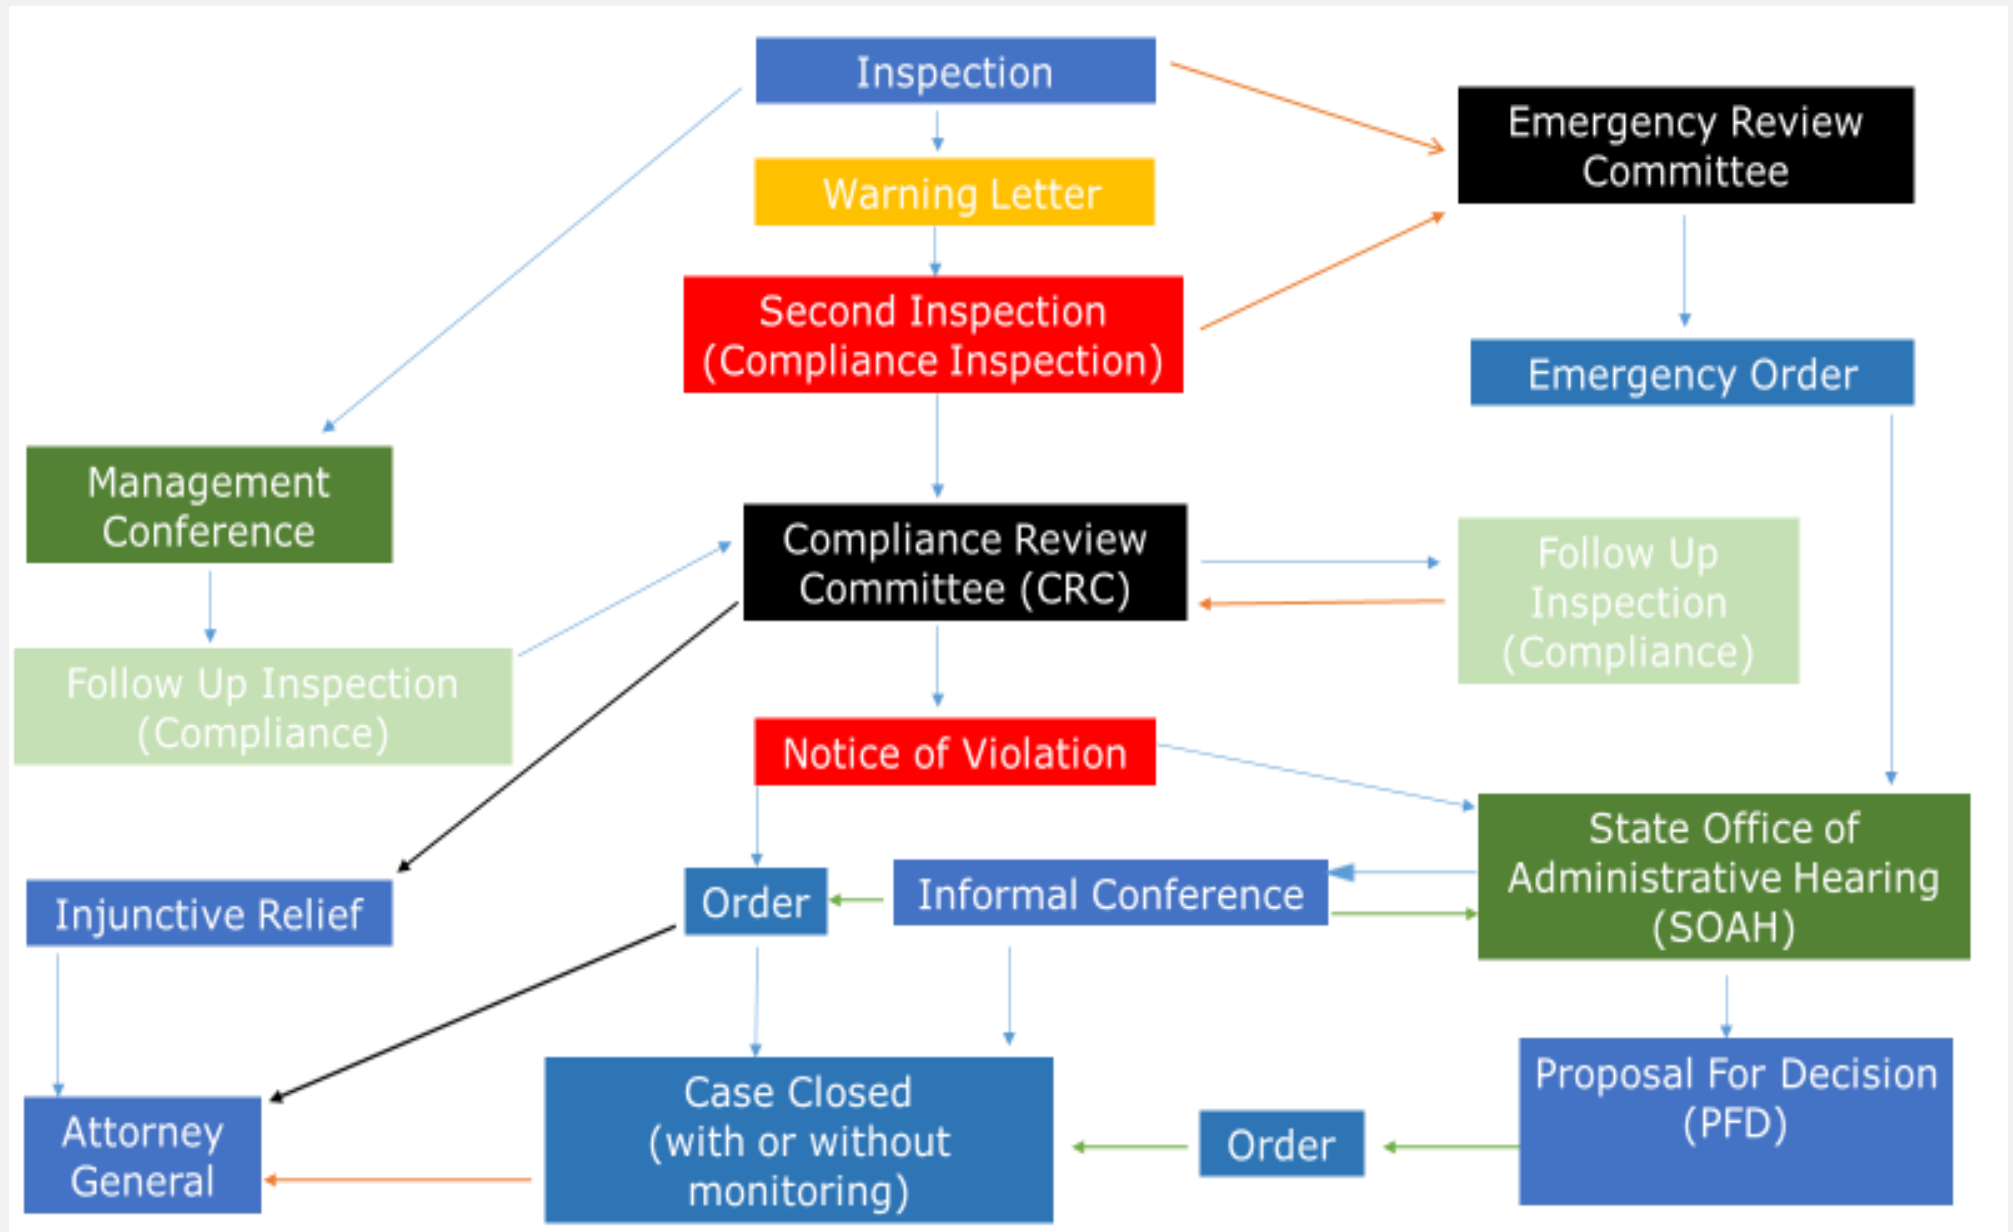 Inspection
Emergency Review
Committee
Warning Letter
Second Inspection
(Compliance Inspection)
Emergency Order
Management
Conference
Compliance Review
Committee (CRC)
Follow Up
Inspection
(Compliance)
Follow Up Inspection
(Compliance)
Notice of Violation
State Office of
Administrative Hearing
(SOAH)
Injunctive Relief
Order
Informal Conference
Proposal For Decision
(PFD)
Case Closed
(with or without
monitoring)
Order
Attorney
General